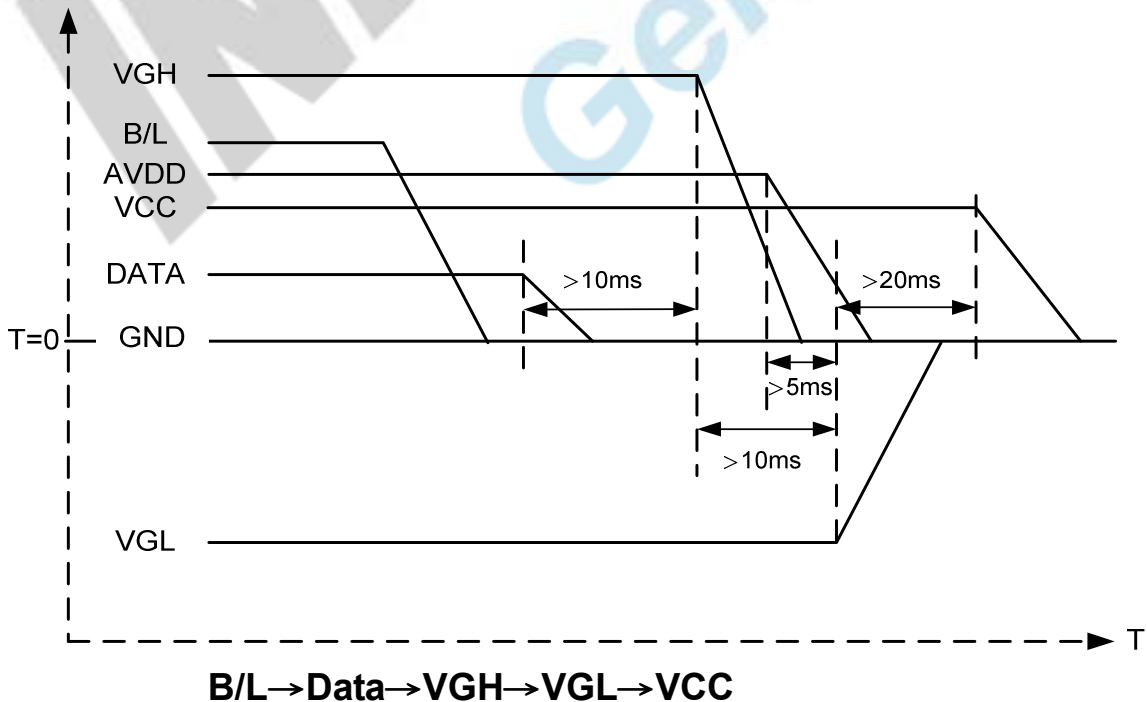 VGH
B/L
AVDD
VCC
DATA
>10ms
>20ms
T=0
GND
>5ms
>10ms
VGL
T
B/L→Data→VGH→VGL→VCC